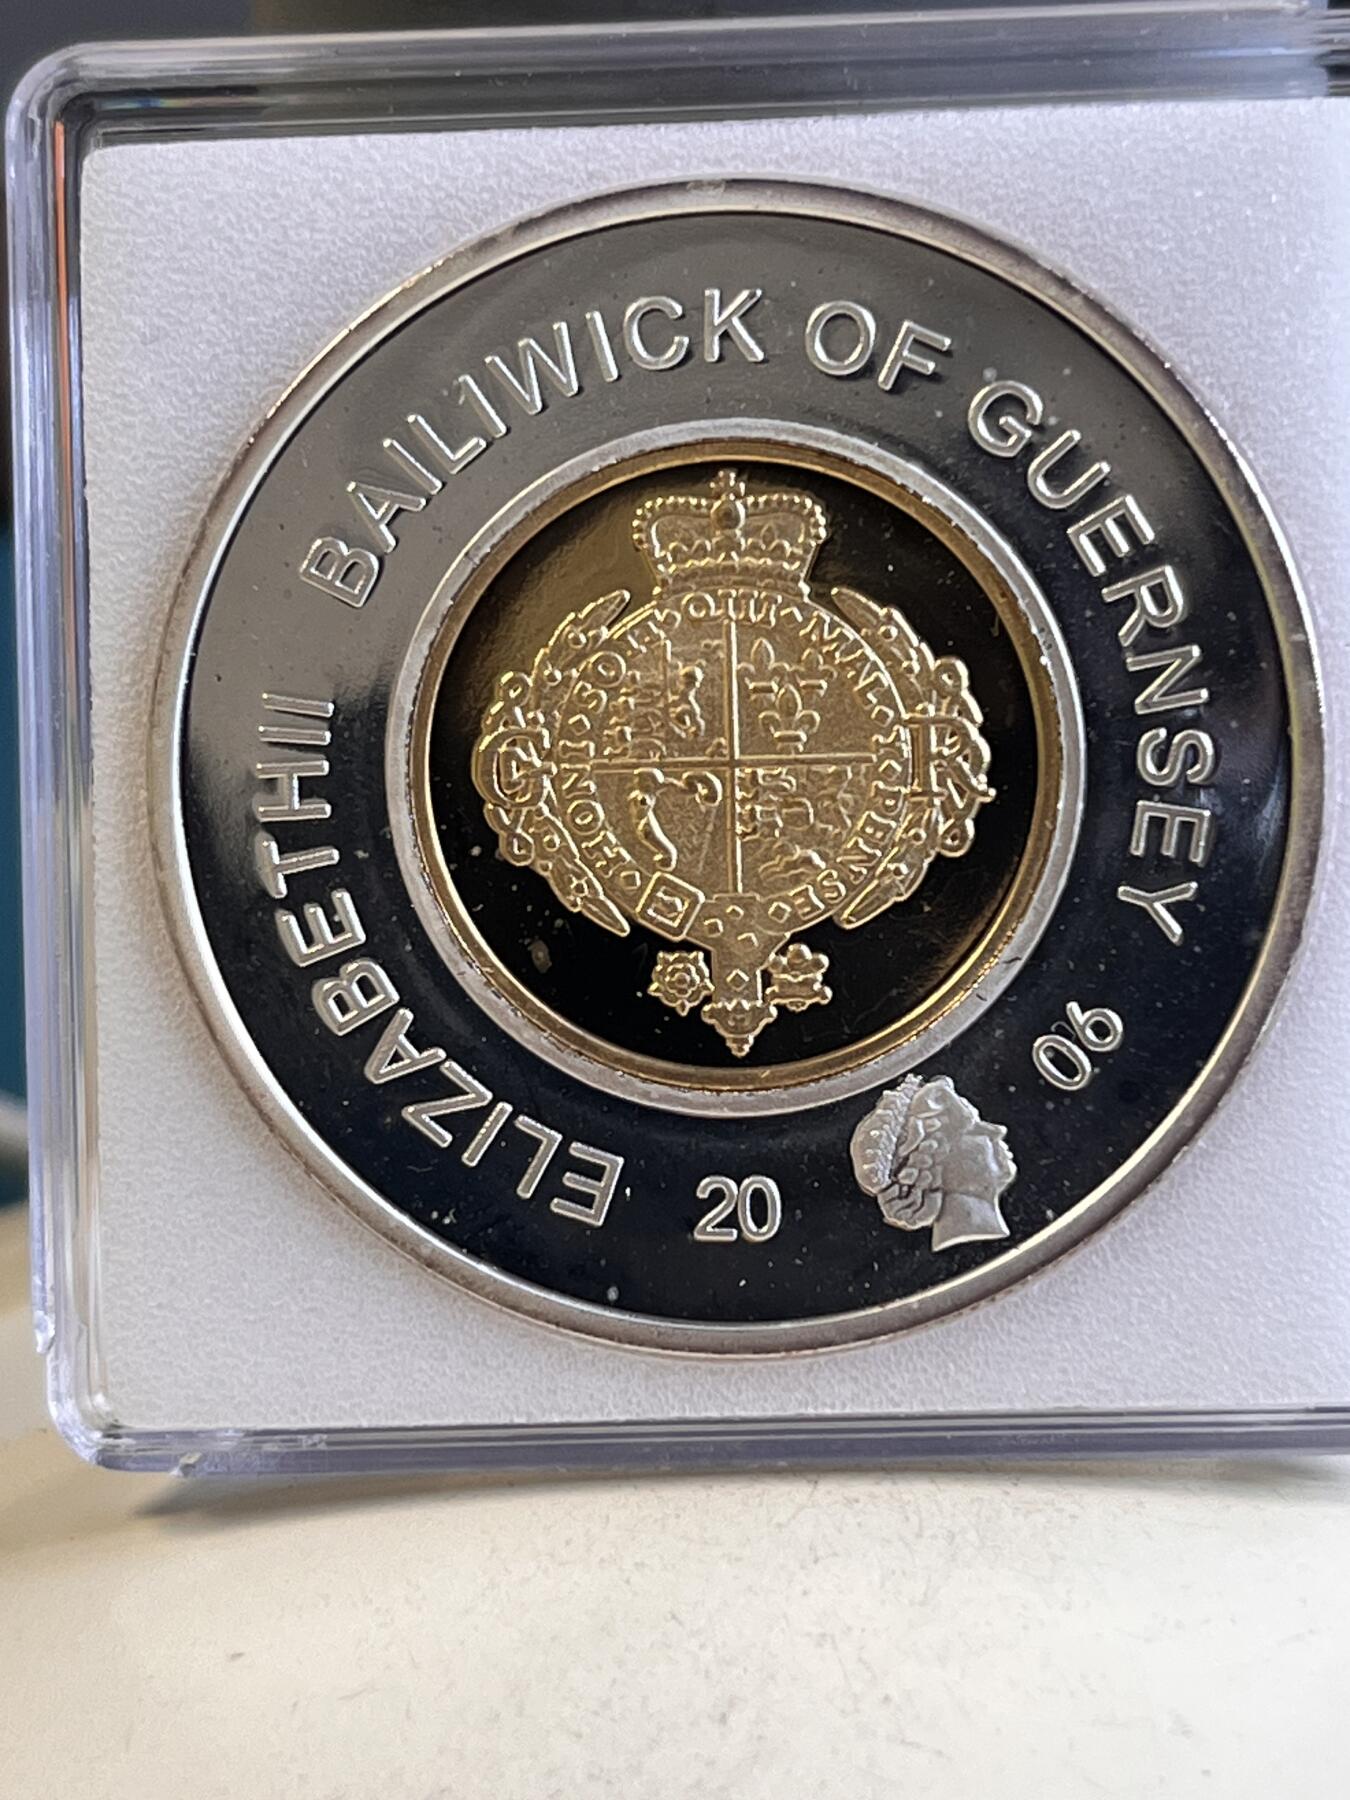 ELIZABETH II
BAILIWICK OF GUERNSEY
20 06
HONI·SOIT·QUI·MAL·Y·PENSE
G R